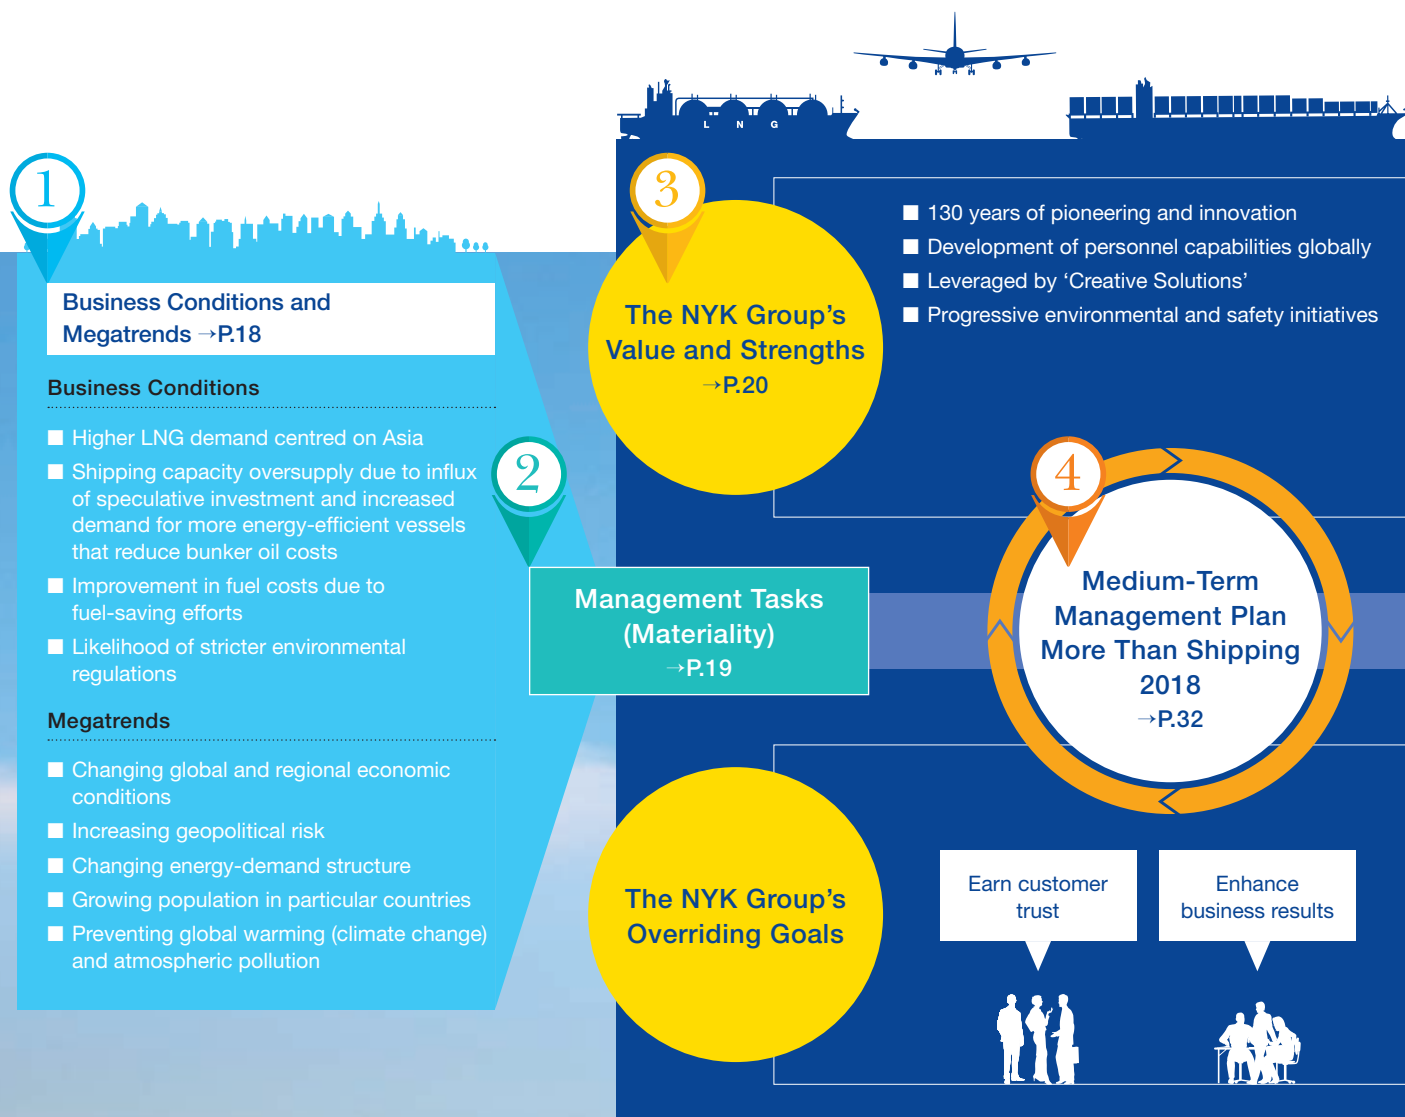 L N G
1
Business Conditions and
Megatrends →P.18
Business Conditions
■ Higher LNG demand centred on Asia
■ Shipping capacity oversupply due to influx
of speculative investment and increased
demand for more energy-efficient vessels
that reduce bunker oil costs
■ Improvement in fuel costs due to
fuel-saving efforts
■ Likelihood of stricter environmental
regulations
Megatrends
■ Changing global and regional economic
conditions
■ Increasing geopolitical risk
■ Changing energy-demand structure
■ Growing population in particular countries
■ Preventing global warming (climate change)
and atmospheric pollution
2
Management Tasks
(Materiality)
→P.19
3
The NYK Group’s
Value and Strengths
→P.20
■ 130 years of pioneering and innovation
■ Development of personnel capabilities globally
■ Leveraged by ‘Creative Solutions’
■ Progressive environmental and safety initiatives
4
Medium-Term
Management Plan
More Than Shipping
2018
→P.32
The NYK Group’s
Overriding Goals
Earn customer
trust
Enhance
business results